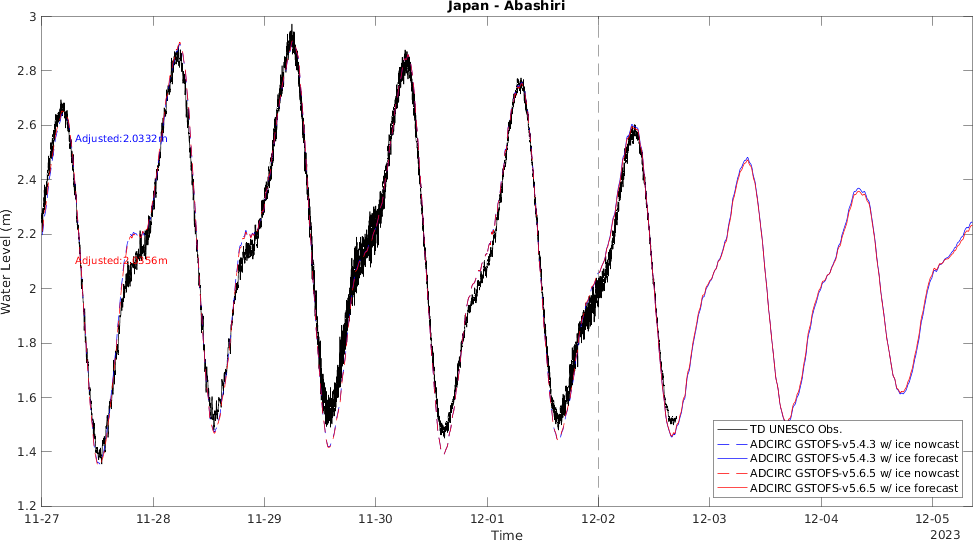 Japan - Abashiri
Water Level (m)
3
2.8
2.6
2.4
2.2
2
1.8
1.6
1.4
1.2
Adjusted:2.0332m
11-27
11-28
11-29
11-30
12-01
12-02
12-03
12-04
12-05
2023
Time
TD UNESCO Obs.
ADCIRC GSTOFS-v5.4.3 w/ ice nowcast
ADCIRC GSTOFS-v5.4.3 w/ ice forecast
ADCIRC GSTOFS-v5.6.5 w/ ice nowcast
ADCIRC GSTOFS-v5.6.5 w/ ice forecast